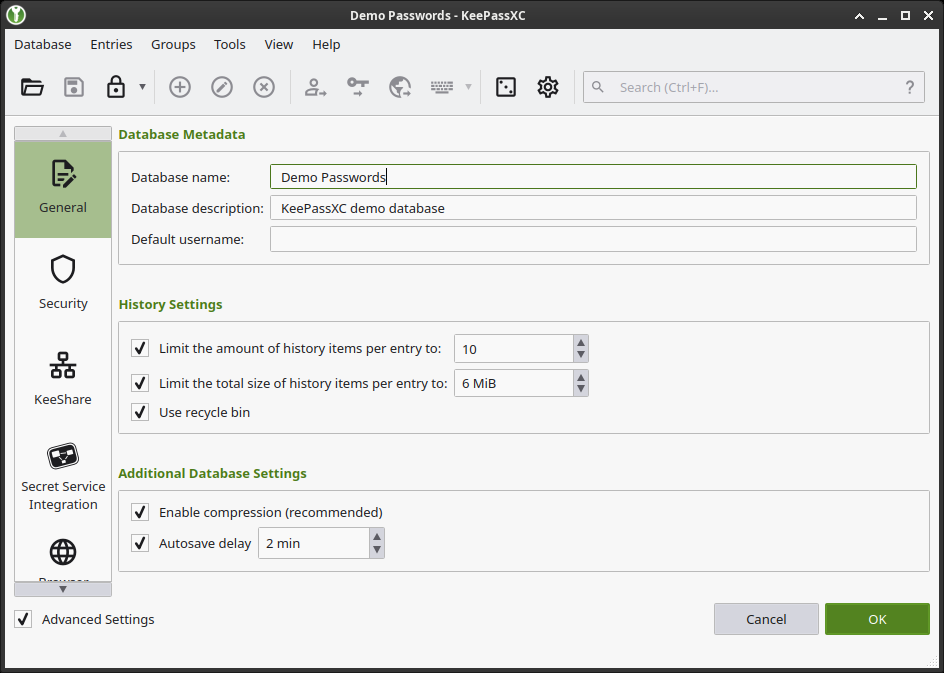 Demo Passwords - KeePassXC
Database Entries Groups Tools View Help
Search (Ctrl+F)... ?
General
Security
KeeShare
Secret Service
Integration
Browser
Database Metadata
Database name: Demo Passwords
Database description: KeePassXC demo database
Default username:
History Settings
Limit the amount of history items per entry to: 10
Limit the total size of history items per entry to: 6 MiB
Use recycle bin
Additional Database Settings
Enable compression (recommended)
Autosave delay 2 min
Advanced Settings
Cancel OK